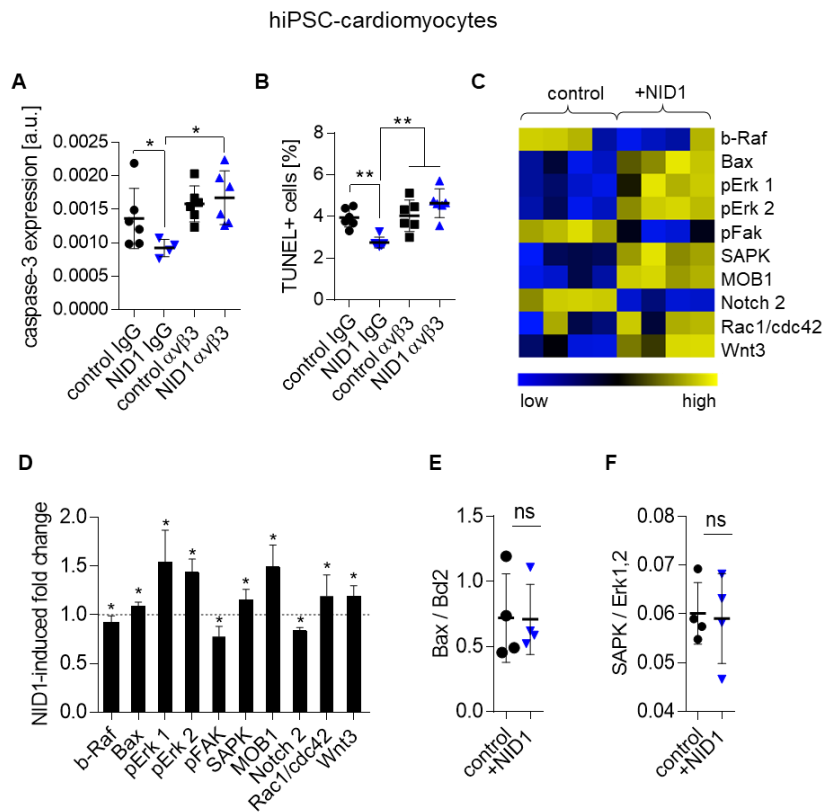 hiPSC-cardiomyocytes
A
caspase-3 expression [a.u.]
0.0025
0.0020
0.0015
0.0010
0.0005
0.0000
*
*
control IgG
NID1 IgG
control αvβ3
NID1 αvβ3
B
TUNEL+ cells [%]
8
6
4
2
0
**
**
control IgG
NID1 IgG
control αvβ3
NID1 αvβ3
C
control
+NID1
b-Raf
Bax
pErk 1
pErk 2
pFak
SAPK
MOB1
Notch 2
Rac1/cdc42
Wnt3
low
high
D
NID1-induced fold change
2.0
1.5
1.0
0.5
0.0
*
*
*
*
*
*
*
*
*
*
b-Raf
Bax
pErk 1
pErk 2
pFAK
SAPK
MOB1
Notch 2
Rac1/cdc42
Wnt3
E
Bax / Bcl2
1.5
1.0
0.5
0.0
ns
control
+NID1
F
SAPK / Erk1,2
0.08
0.07
0.06
0.05
0.04
ns
control
+NID1